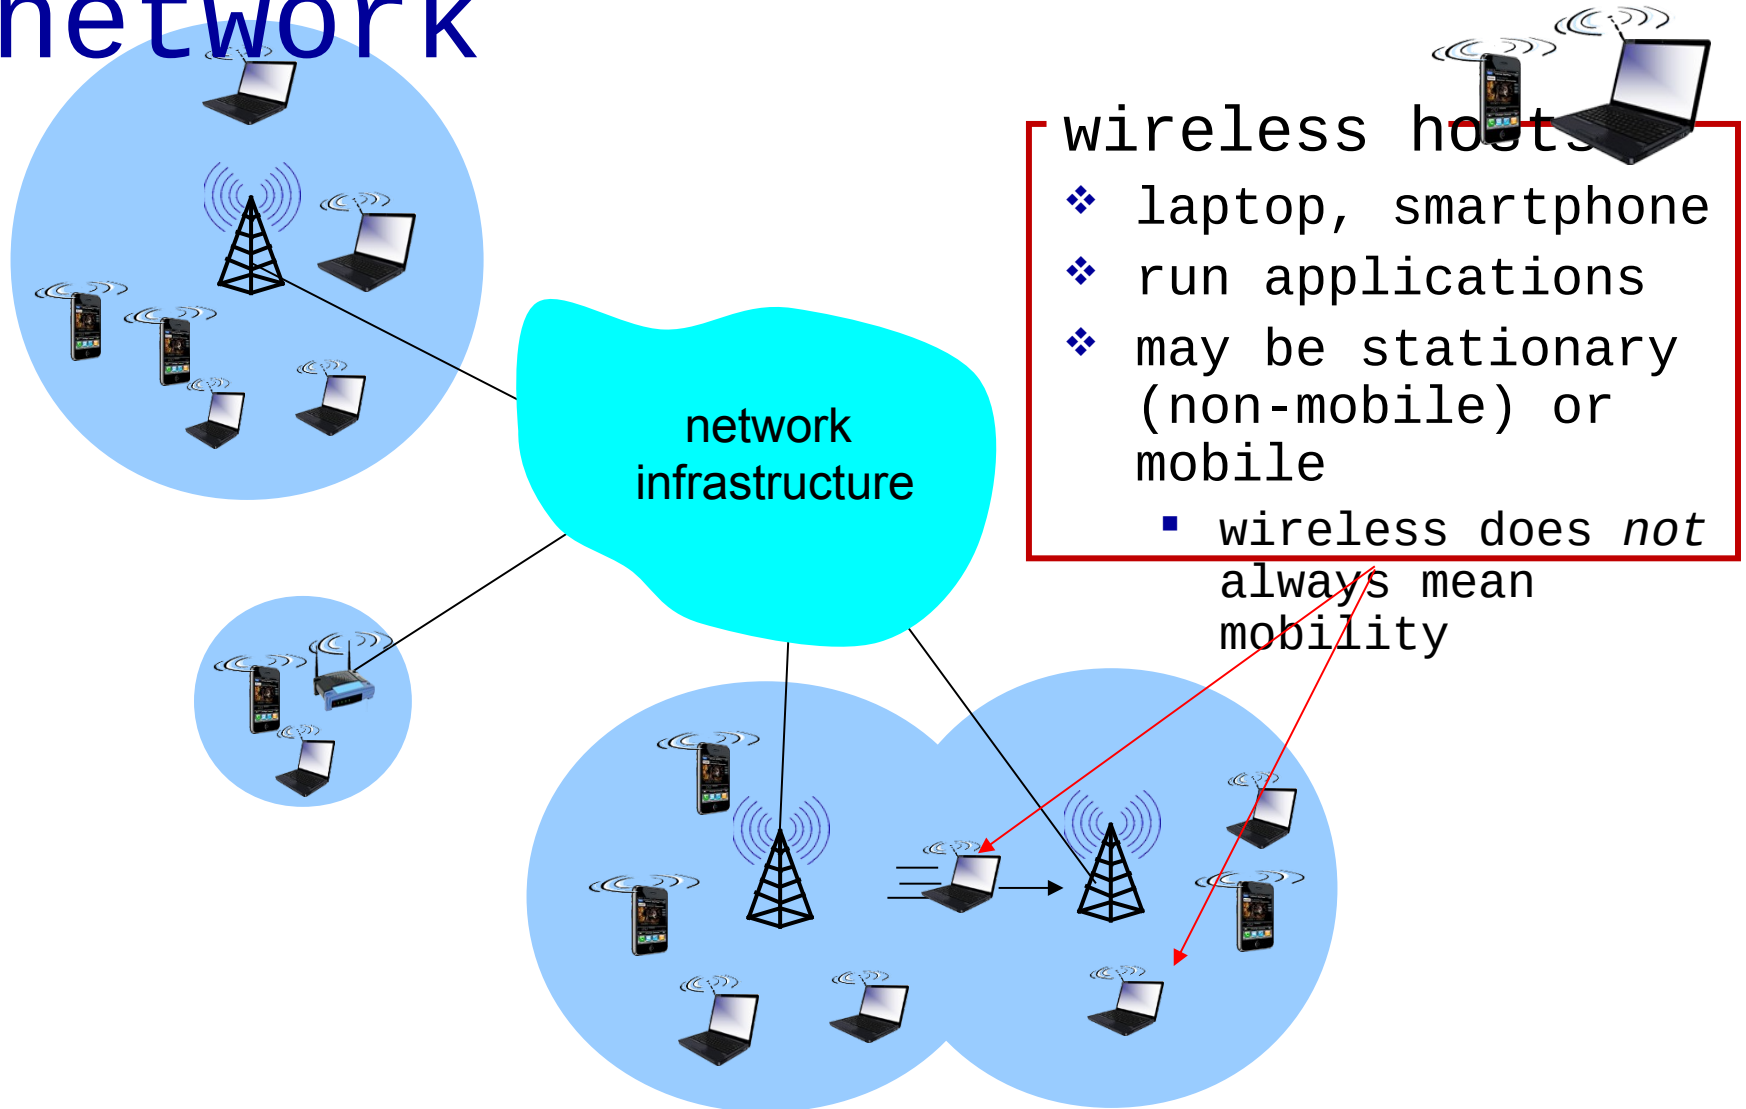 network
wireless hosts
❖ laptop, smartphone
❖ run applications
❖ may be stationary
(non-mobile) or
mobile
▪ wireless does not
always mean
mobility
network
infrastructure